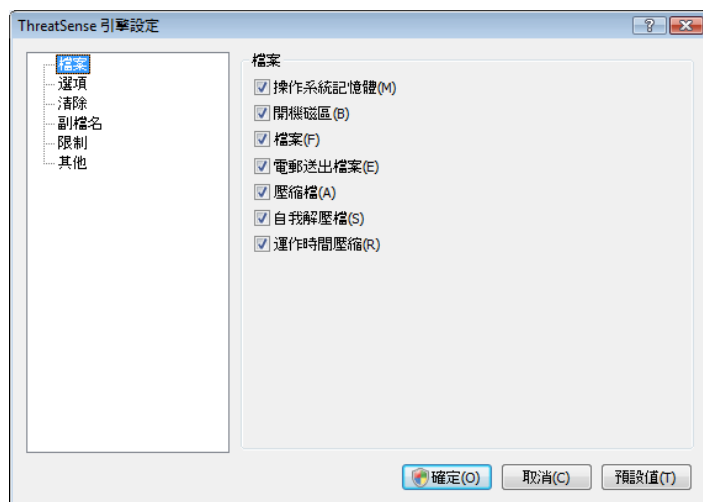 ThreatSense 引擎設定
檔案
選項
清除
副檔名
限制
其他
檔案
操作系統記憶體(M)
開機磁區(B)
檔案(F)
電郵送出檔案(E)
壓縮檔(A)
自我解壓檔(S)
運作時間壓縮(R)
確定(O)
取消(C)
預設值(T)